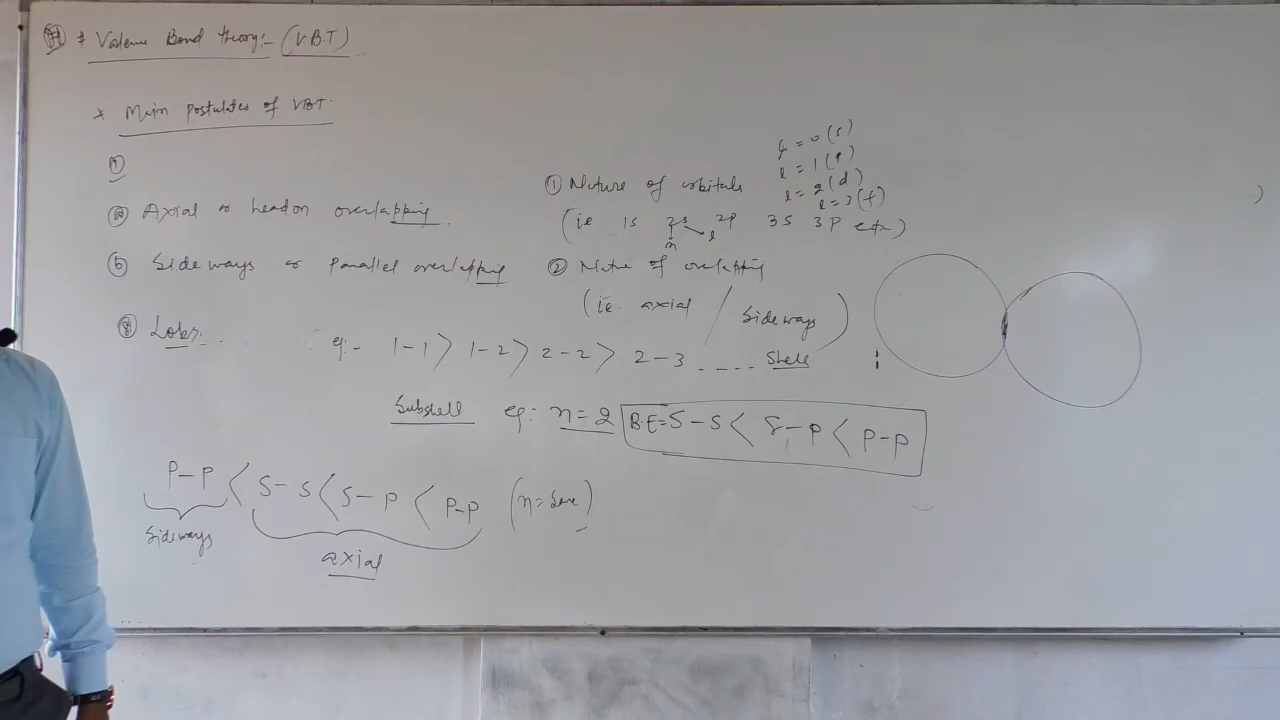 * Valence Bond theory:- (V.B.T)
* Main Postulates of VBT.
①
ⓐ Axial or head on overlapping
ⓑ Sideways or parallel overlapping
Lobes
① Nature of orbitals
l = 0 (s)
l = 1 (p)
l = 2 (d)
l = 3 (f)
(ie 1s 2s 2p 3s 3p etc)
n l
② Nature of overlapping
(ie. axial / Sideways)
eg:- 1-1 > 1-2 > 2-2 > 2-3 ..... Shell
Subshell eg: n=2 B.E = S-S < S-p < p-p
P-P < S-S < S-P < P-P (n=same)
Sideways
axial